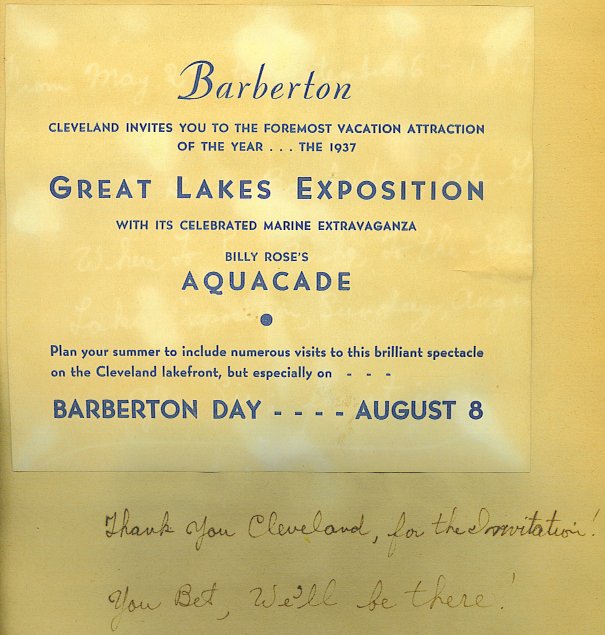 Barberton
CLEVELAND INVITES YOU TO THE FOREMOST VACATION ATTRACTION
OF THE YEAR . . . THE 1937
GREAT LAKES EXPOSITION
WITH ITS CELEBRATED MARINE EXTRAVAGANZA
BILLY ROSE'S
AQUACADE
Plan your summer to include numerous visits to this brilliant spectacle
on the Cleveland lakefront, but especially on - - -
BARBERTON DAY - - - - AUGUST 8
Thank You Cleveland, for the Invitation!
You Bet, We'll be there!